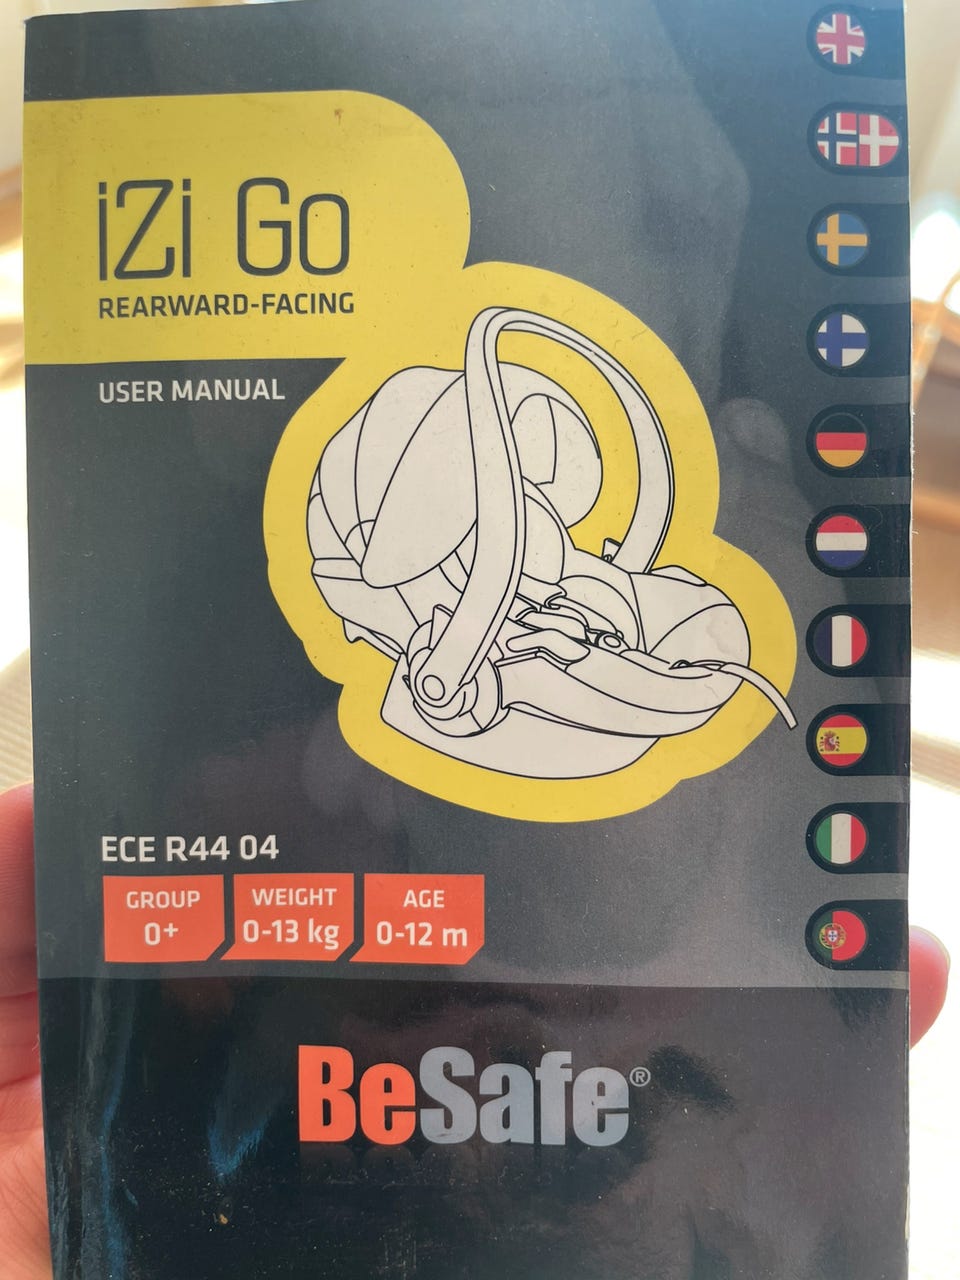 iZi Go
REARWARD-FACING
USER MANUAL
ECE R44 04
GROUP
0+
WEIGHT
0-13 kg
AGE
0-12 m
BeSafe®